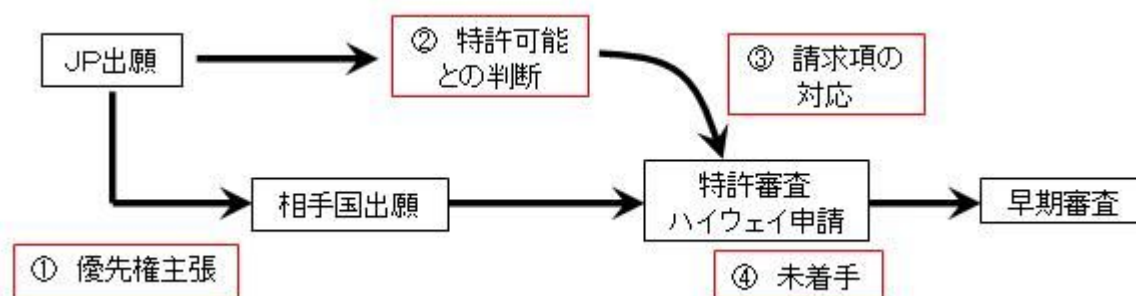 JP出願
② 特許可能
との判断
③ 請求項の
対応
相手国出願
特許審査
ハイウェイ申請
早期審査
① 優先権主張
④ 未着手